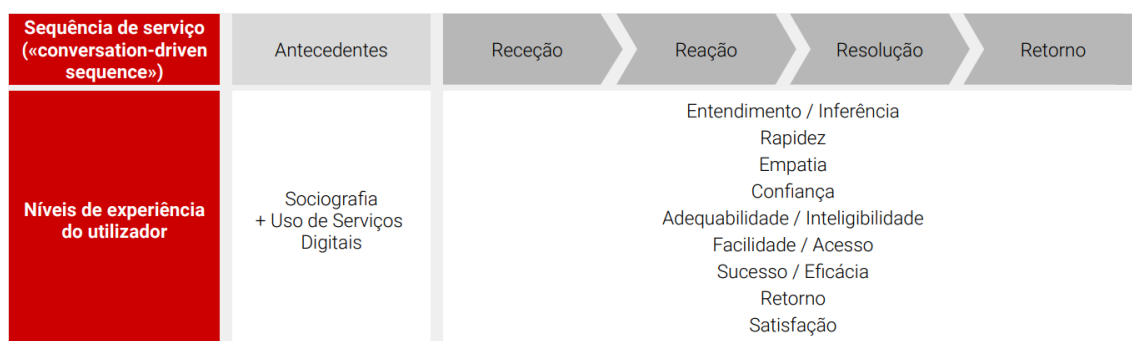 Sequência de serviço
(«conversation-driven
sequence»)
Antecedentes
Receção
Reação
Resolução
Retorno
Níveis de experiência
do utilizador
Sociografia
+ Uso de Serviços
Digitais
Entendimento / Inferência
Rapidez
Empatia
Confiança
Adequabilidade / Inteligibilidade
Facilidade / Acesso
Sucesso / Eficácia
Retorno
Satisfação